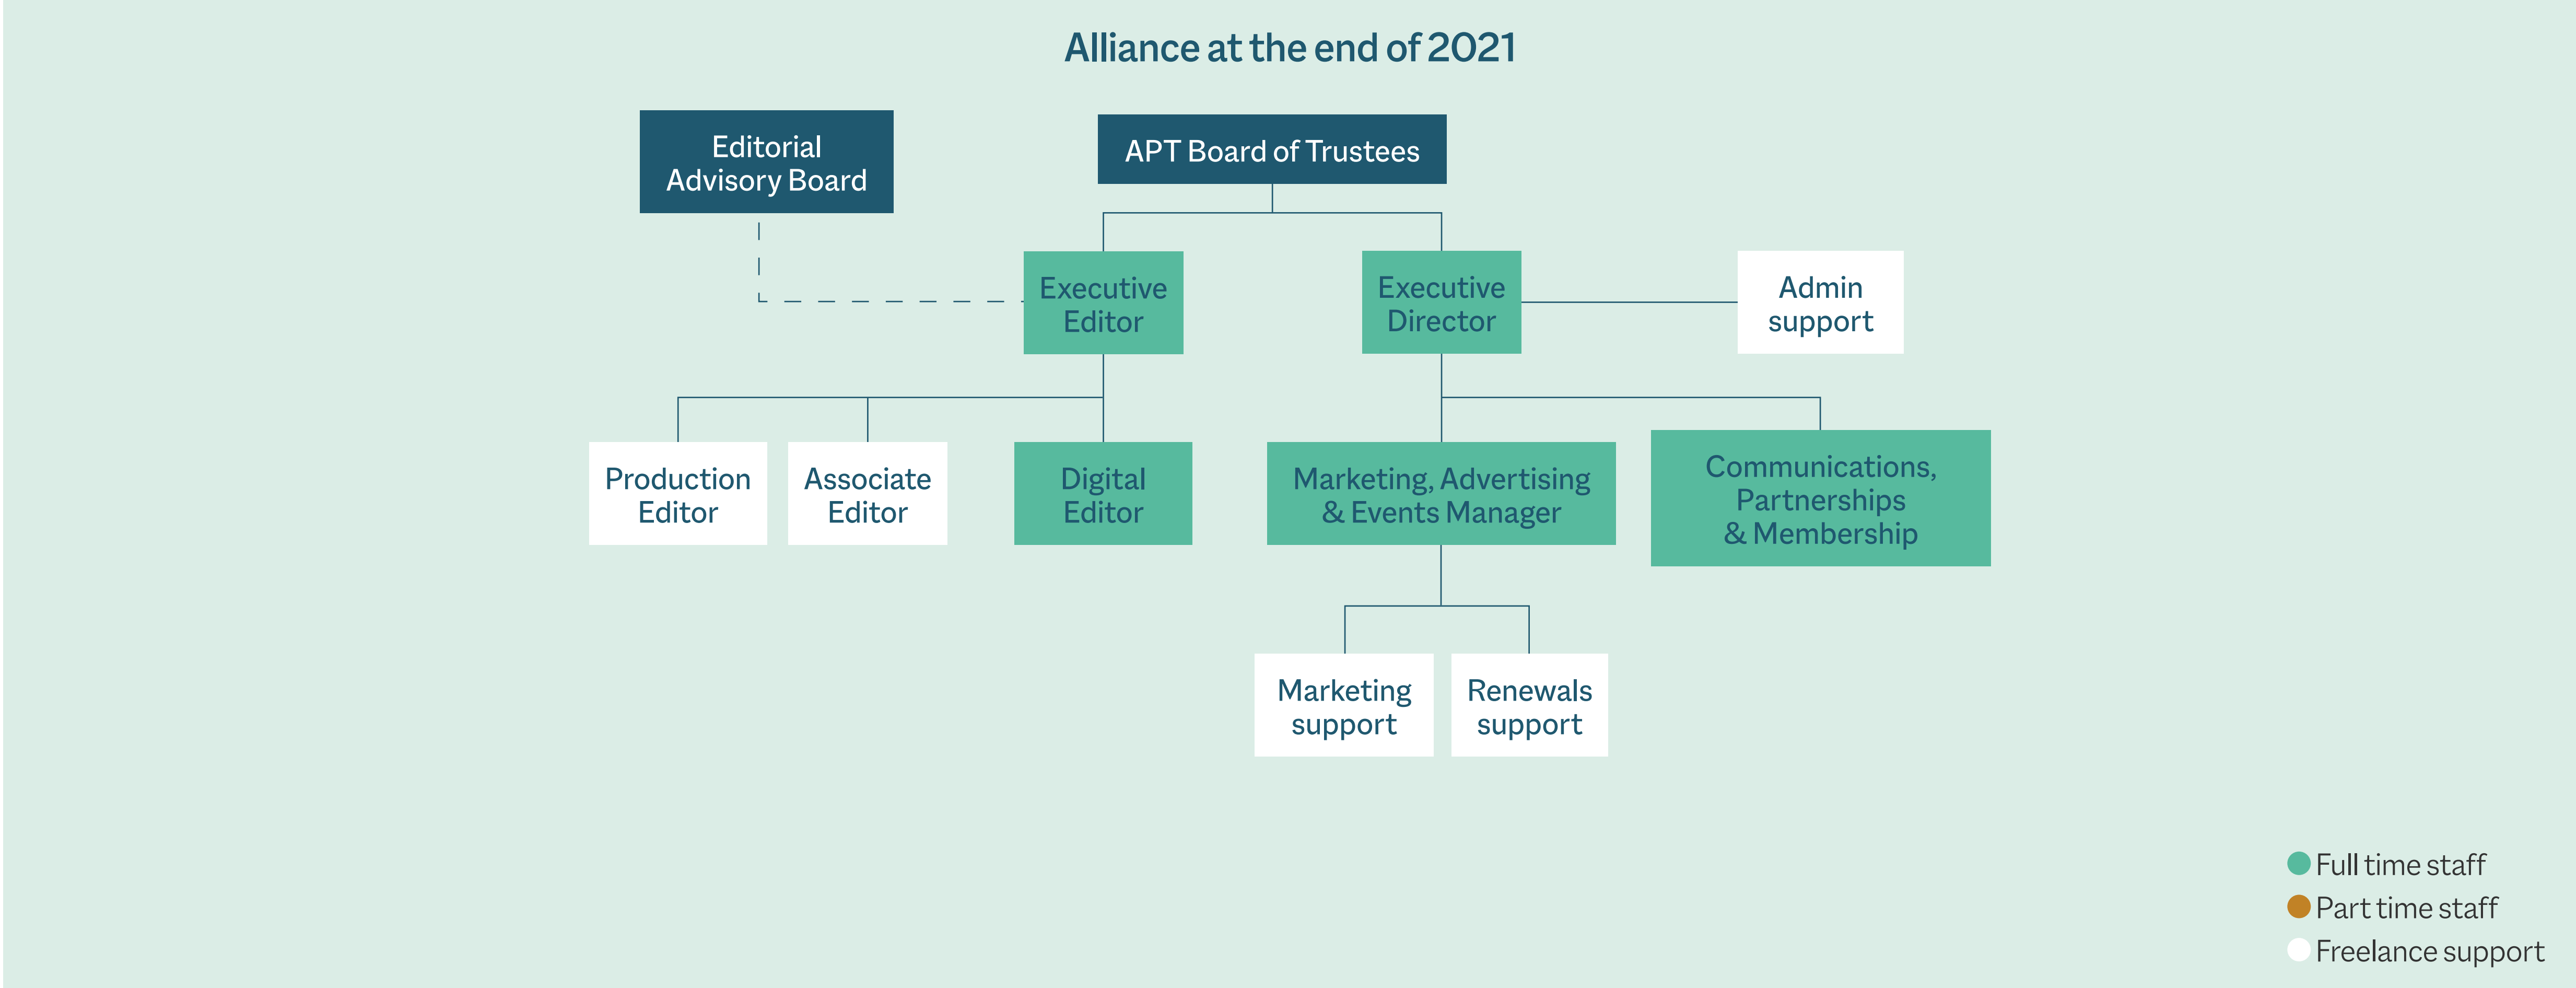 Alliance at the end of 2021
Editorial
Advisory Board
APT Board of Trustees
Executive
Editor
Executive
Director
Admin
support
Production
Editor
Associate
Editor
Digital
Editor
Marketing, Advertising
& Events Manager
Communications,
Partnerships
& Membership
Marketing
support
Renewals
support
Full time staff
Part time staff
Freelance support